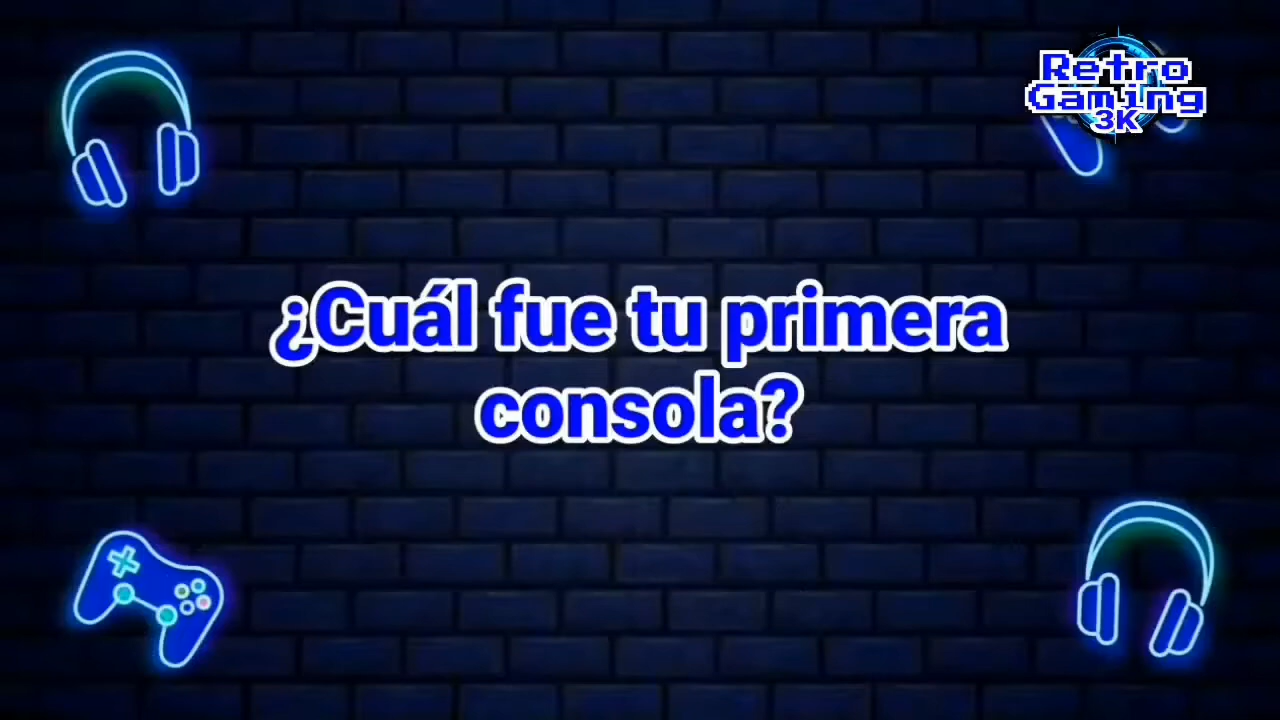 Retro
Gaming
3K
¿Cuál fue tu primera
consola?